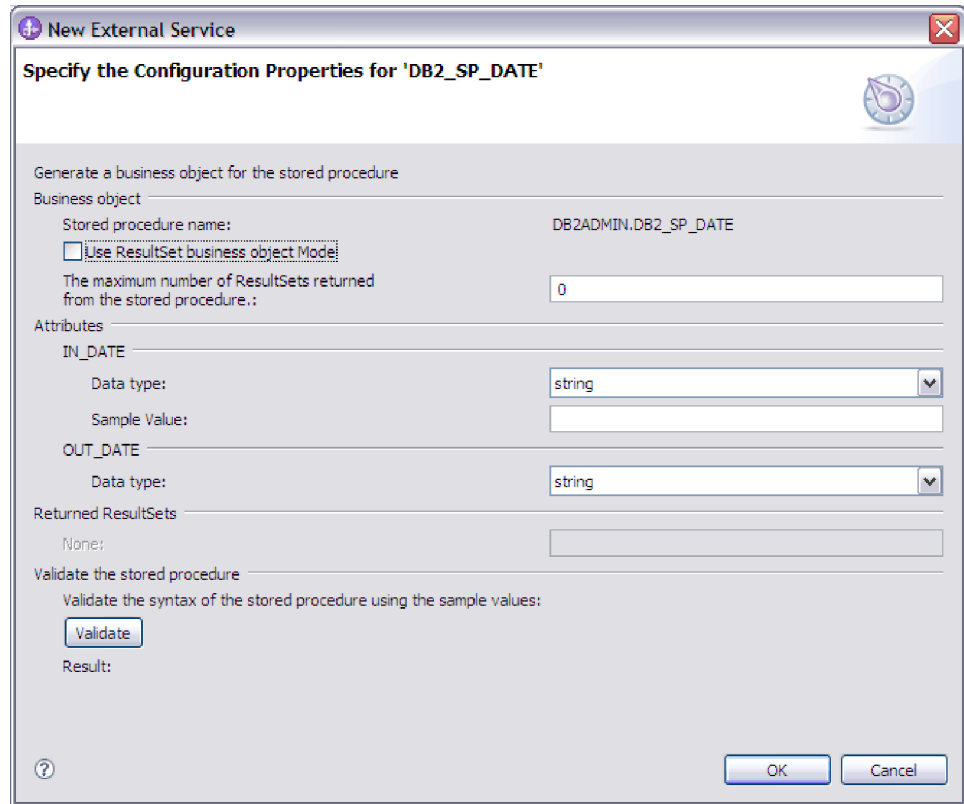 New External Service
Specify the Configuration Properties for 'DB2_SP_DATE'
Generate a business object for the stored procedure
Business object
Stored procedure name: DB2ADMIN.DB2_SP_DATE
Use ResultSet business object Mode
The maximum number of ResultSets returned
from the stored procedure.: 0
Attributes
IN_DATE
Data type: string
Sample Value:
OUT_DATE
Data type: string
Returned ResultSets
None:
Validate the stored procedure
Validate the syntax of the stored procedure using the sample values:
Validate
Result:
? OK Cancel